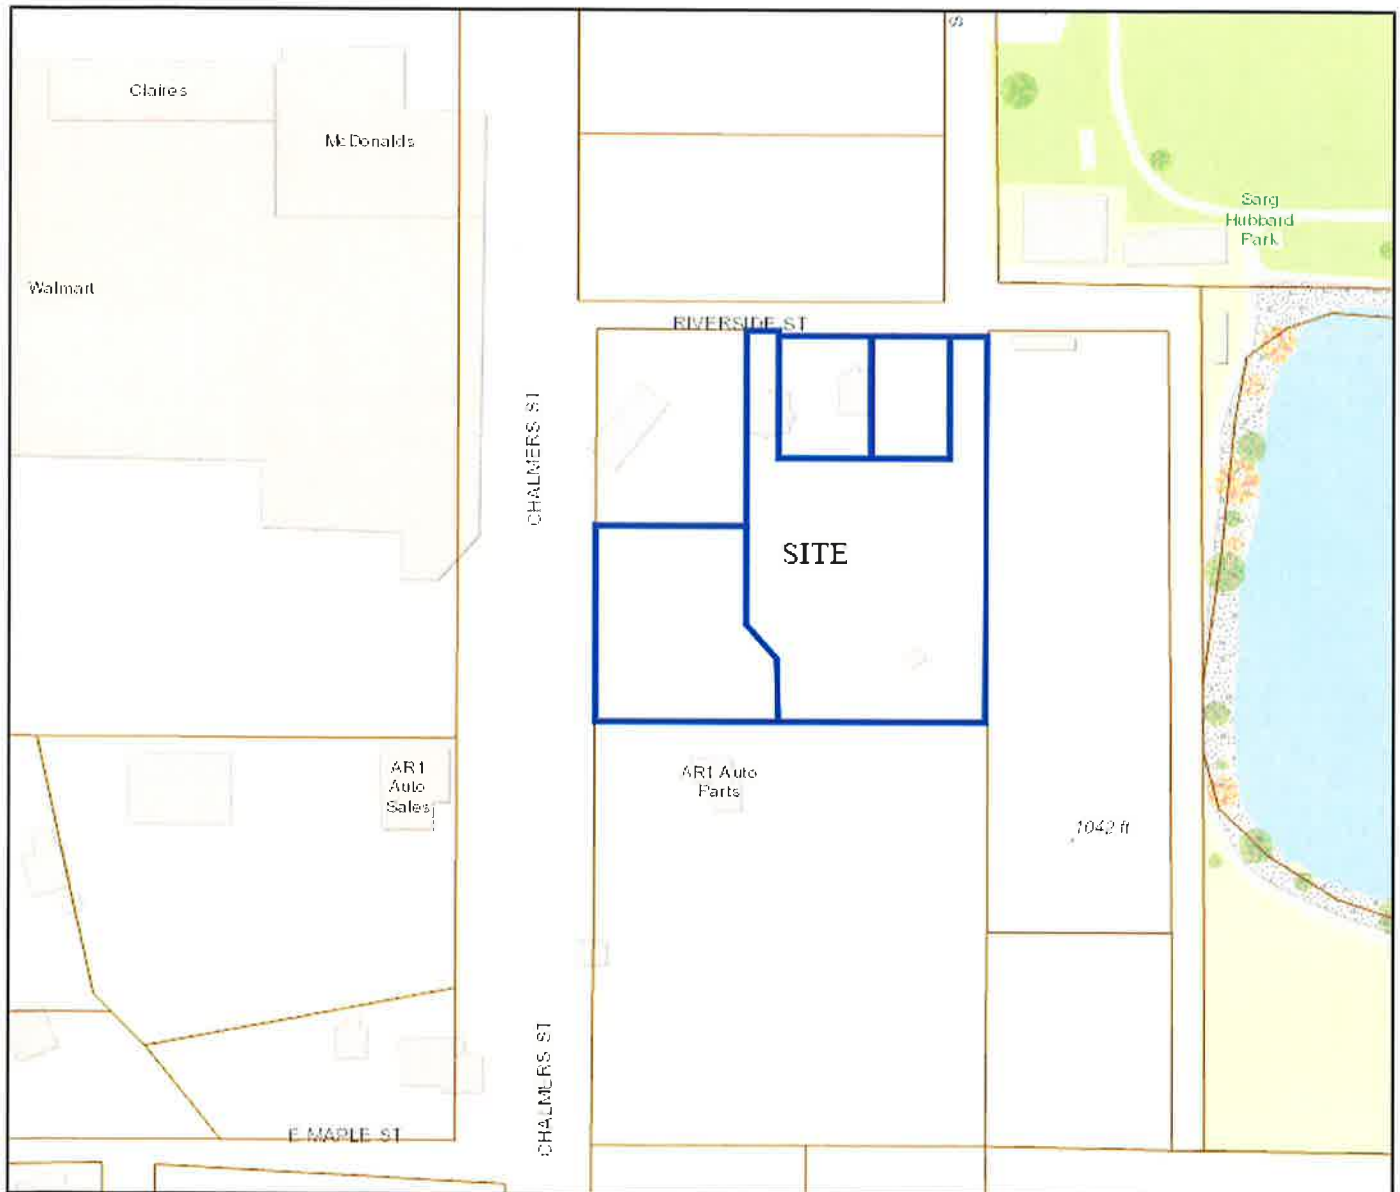 S
Claires
McDonalds
Sarg
Hubbard
Park
Walmart
RIVERSIDE ST
CHALMERS ST
SITE
AR1
Auto
Sales
AR1 Auto
Parts
1042 ft
CHALMERS ST
E MAPLE ST